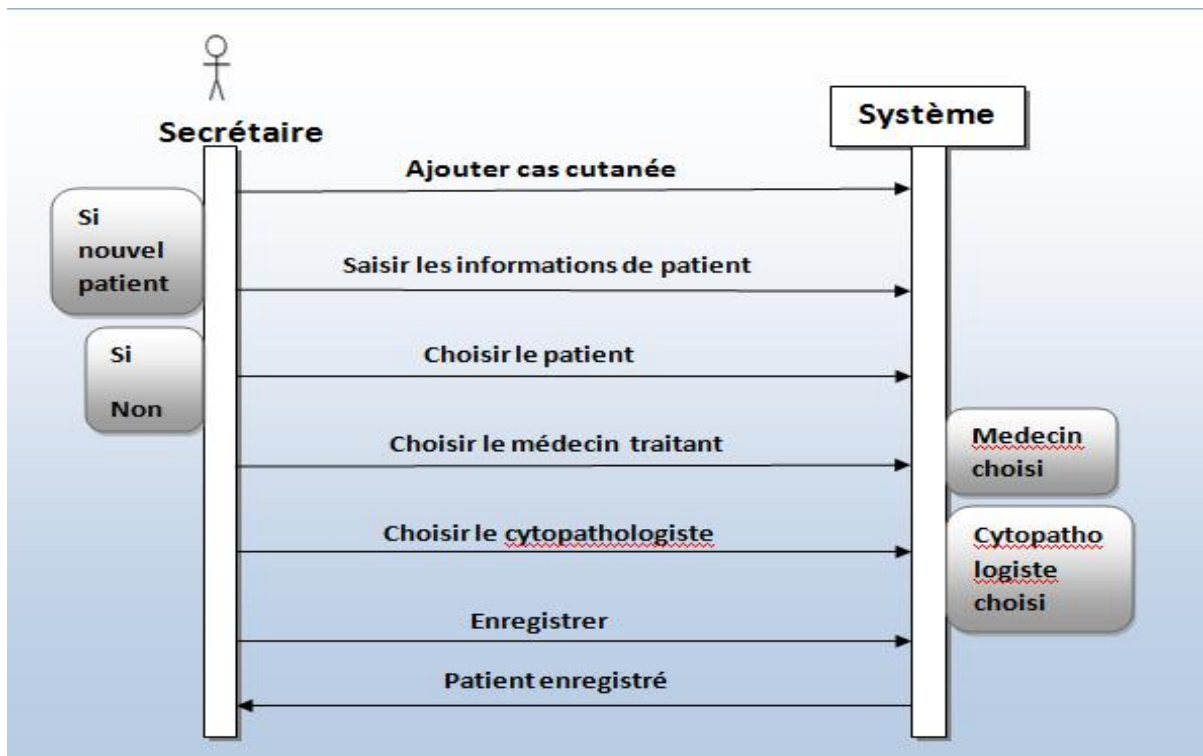 Secrétaire
Système
Ajouter cas cutanée
Si
nouvel
patient
Saisir les informations de patient
Si
Non
Choisir le patient
Choisir le médecin traitant
Medecin
choisi
Choisir le cytopathologiste
Cytopatho
logiste
choisi
Enregistrer
Patient enregistré